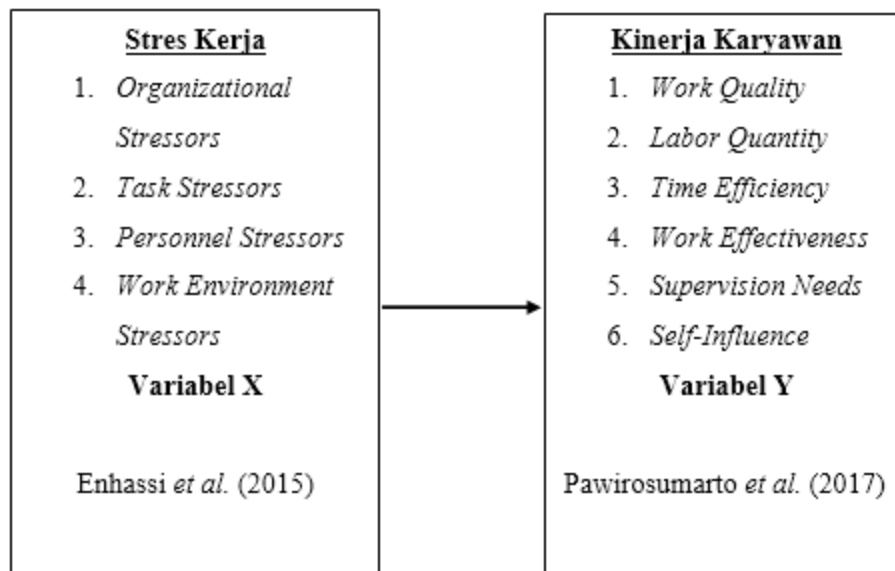 Stres Kerja
1. Organizational
Stressors
2. Task Stressors
3. Personnel Stressors
4. Work Environment
Stressors
Variabel X
Enhassi et al. (2015)
Kinerja Karyawan
1. Work Quality
2. Labor Quantity
3. Time Efficiency
4. Work Effectiveness
5. Supervision Needs
6. Self-Influence
Variabel Y
Pawirosumarto et al. (2017)